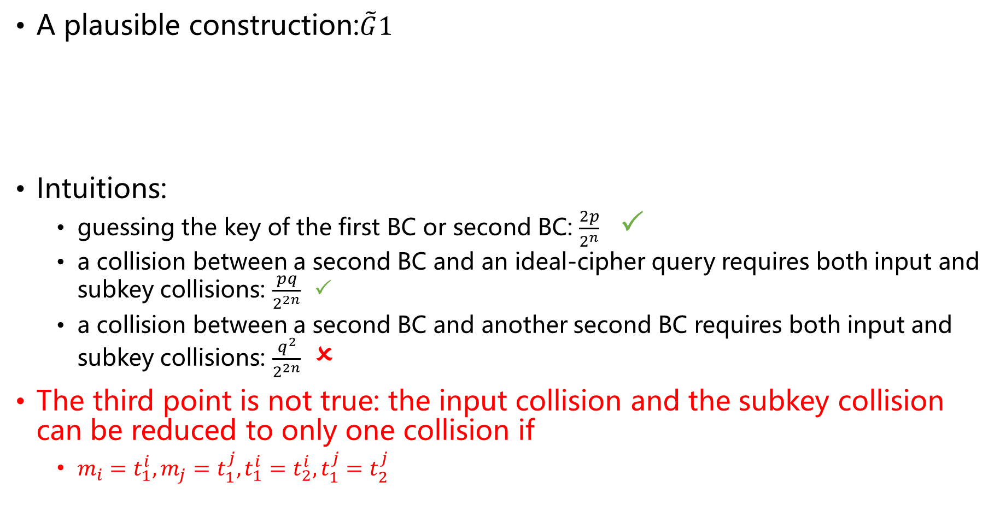 • A plausible construction:G̃1
• Intuitions:
• guessing the key of the first BC or second BC: 2p/2^n ✓
• a collision between a second BC and an ideal-cipher query requires both input and
subkey collisions: pq/2^{2n} ✓
• a collision between a second BC and another second BC requires both input and
subkey collisions: q^2/2^{2n} ✘
• The third point is not true: the input collision and the subkey collision
can be reduced to only one collision if
• m_i = t_1^i, m_j = t_1^j, t_1^i = t_2^i, t_1^j = t_2^j